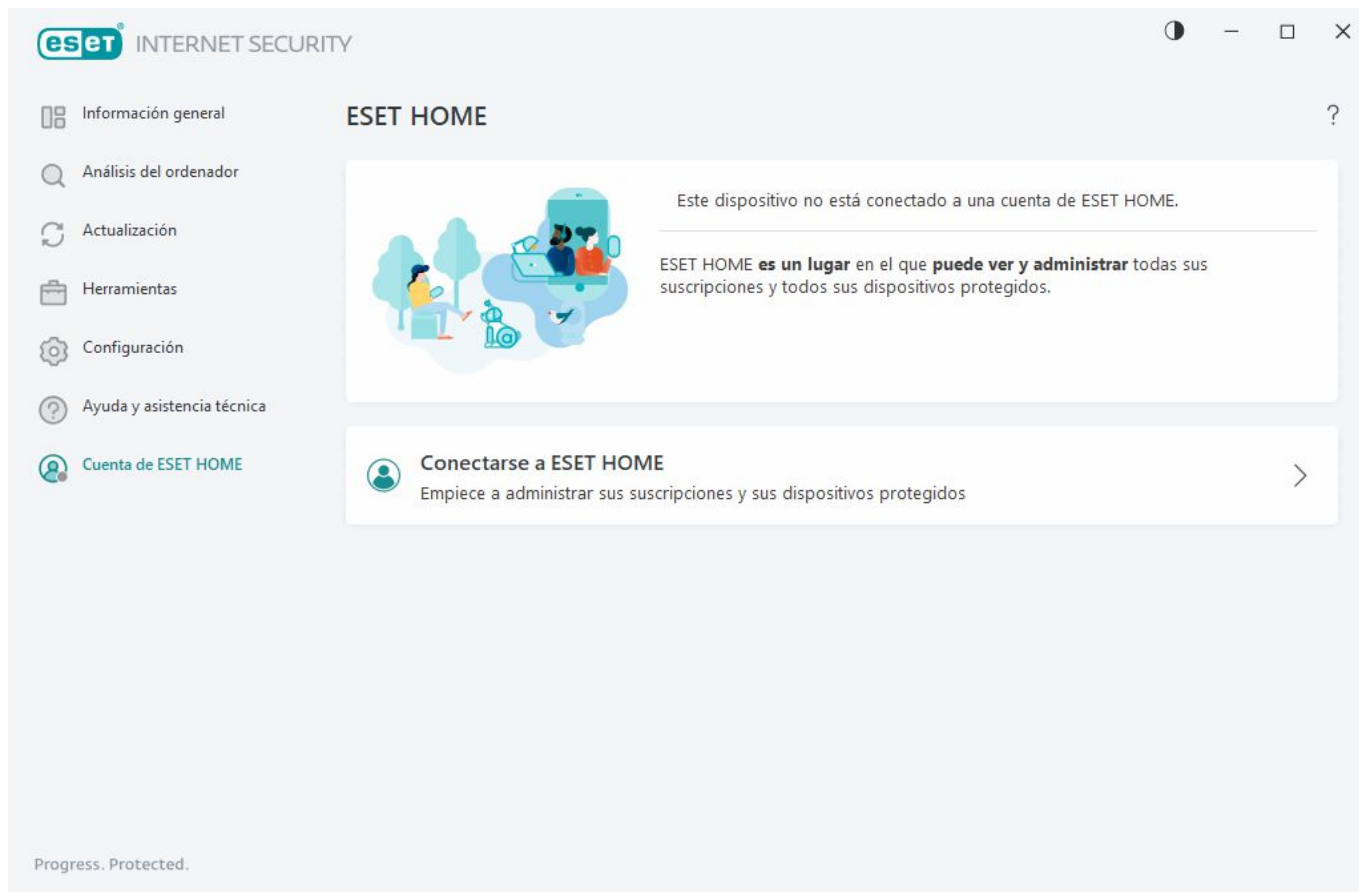 eset® INTERNET SECURITY
Información general
Análisis del ordenador
Actualización
Herramientas
Configuración
Ayuda y asistencia técnica
Cuenta de ESET HOME
ESET HOME
?
Este dispositivo no está conectado a una cuenta de ESET HOME.
ESET HOME es un lugar en el que puede ver y administrar todas sus
suscripciones y todos sus dispositivos protegidos.
Conectarse a ESET HOME
Empiece a administrar sus suscripciones y sus dispositivos protegidos
Progress. Protected.